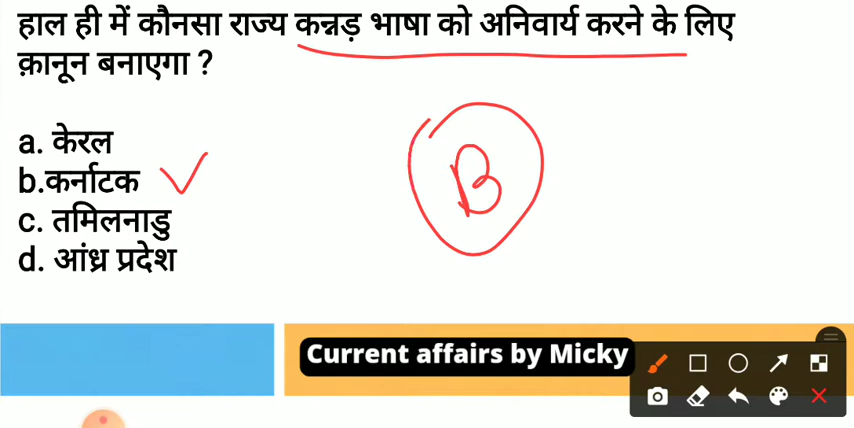 हाल ही में कौनसा राज्य कन्नड़ भाषा को अनिवार्य करने के लिए
क़ानून बनाएगा ?
a. केरल
b.कर्नाटक
B
c. तमिलनाडु
d. आंध्र प्रदेश
Current affairs by Micky